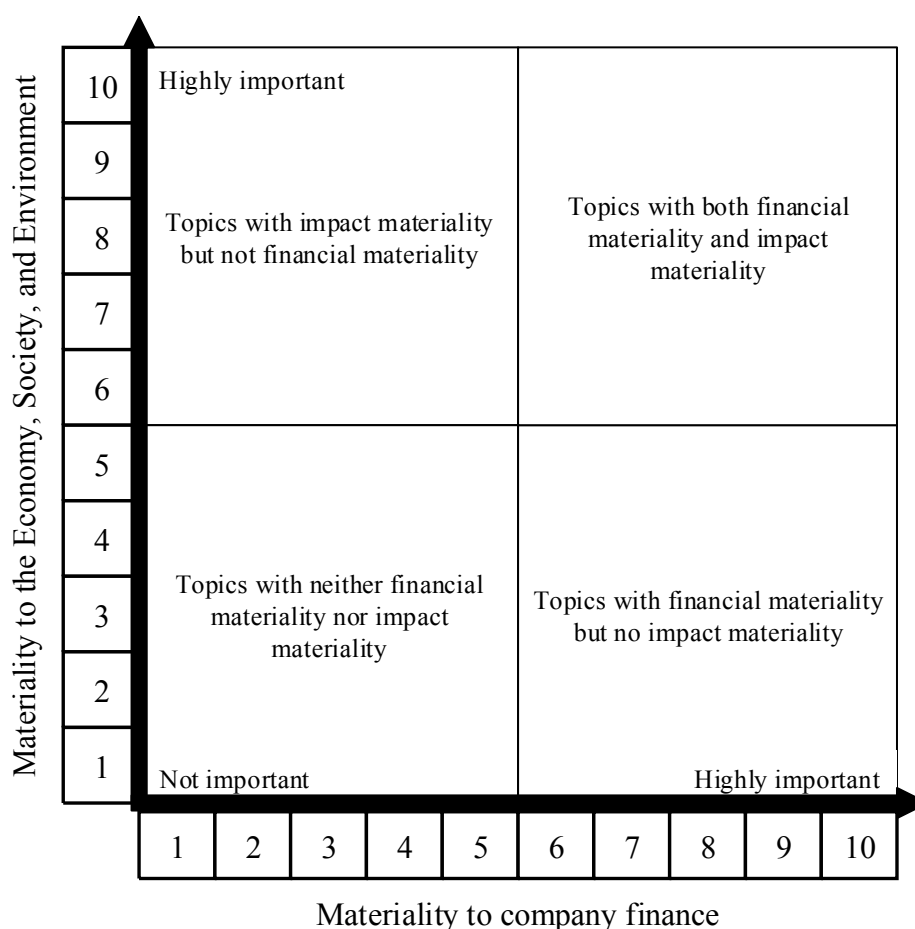 Materiality to the Economy, Society, and Environment
10
9
8
7
6
5
4
3
2
1
Highly important
Topics with impact materiality
but not financial materiality
Topics with both financial
materiality and impact
materiality
Topics with neither financial
materiality nor impact
materiality
Topics with financial materiality
but no impact materiality
Not important
Highly important
1 2 3 4 5 6 7 8 9 10
Materiality to company finance